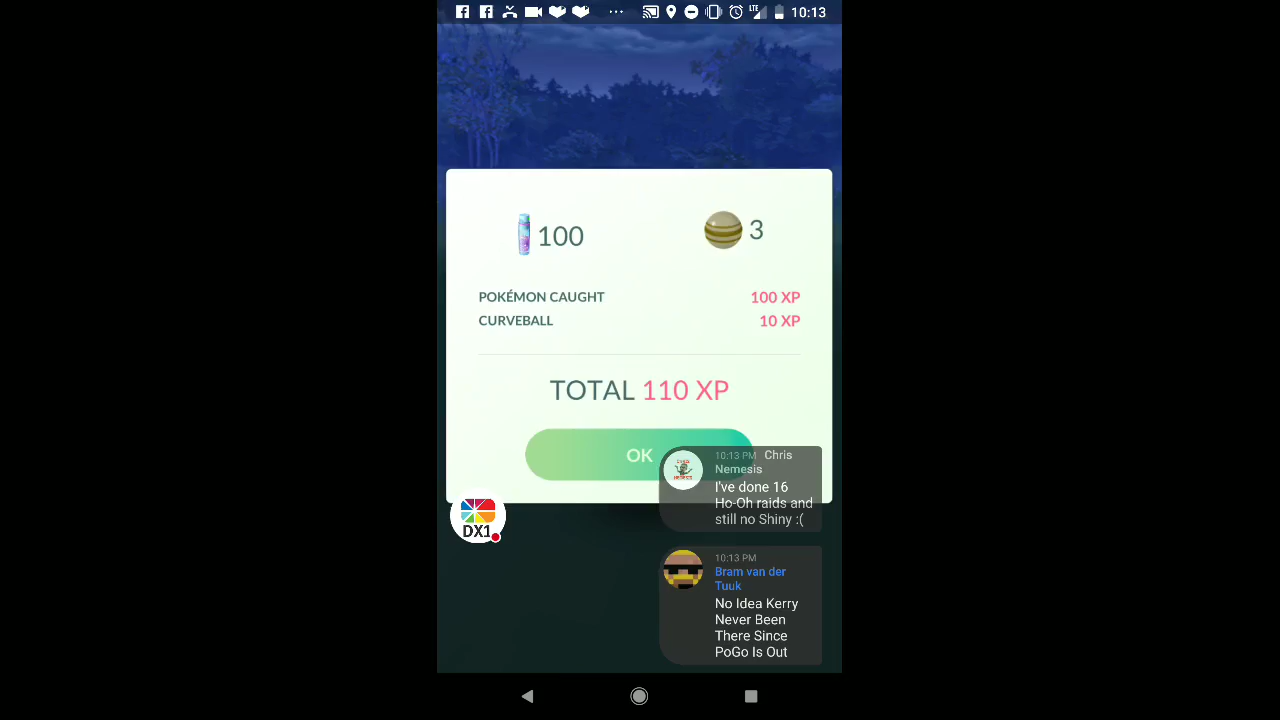 LTE 10:13
100
3
POKÉMON CAUGHT 100 XP
CURVEBALL 10 XP
TOTAL 110 XP
OK
10:13 PM Chris
Nemesis
I've done 16
Ho-Oh raids and
still no Shiny :(
DX1
10:13 PM
Bram van der
Tuuk
No Idea Kerry
Never Been
There Since
PoGo Is Out